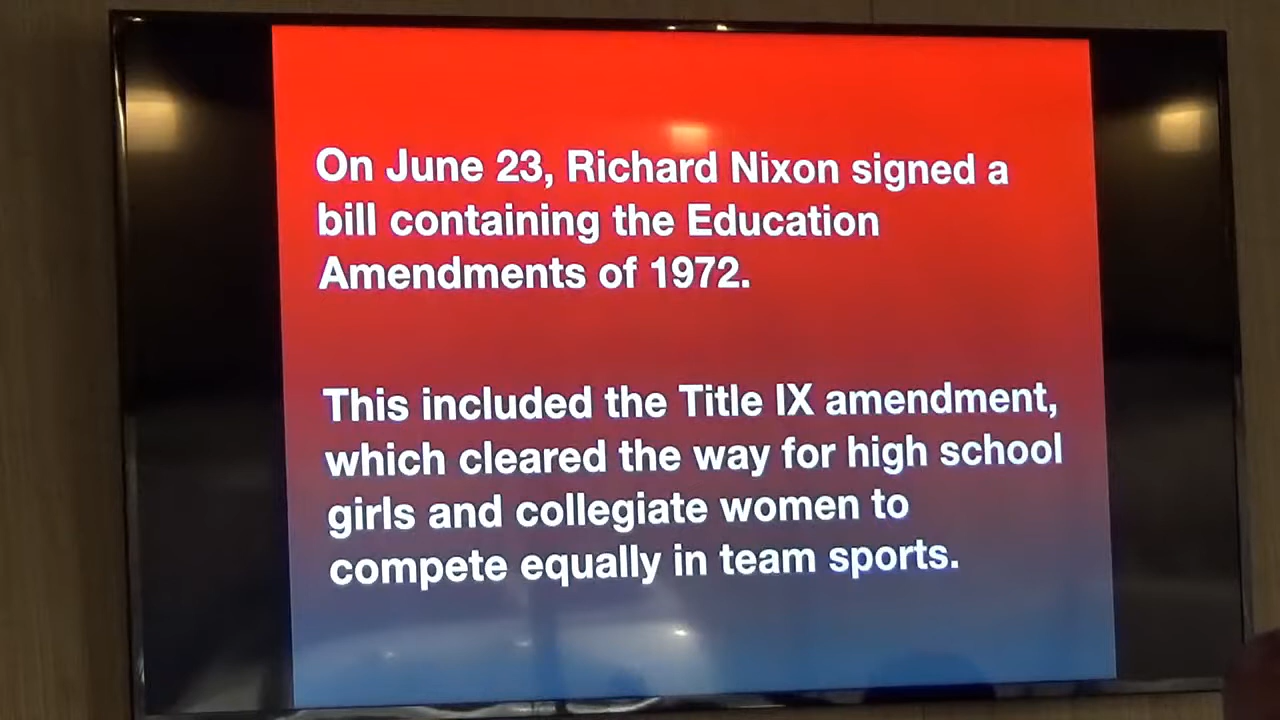 On June 23, Richard Nixon signed a
bill containing the Education
Amendments of 1972.
This included the Title IX amendment,
which cleared the way for high school
girls and collegiate women to
compete equally in team sports.